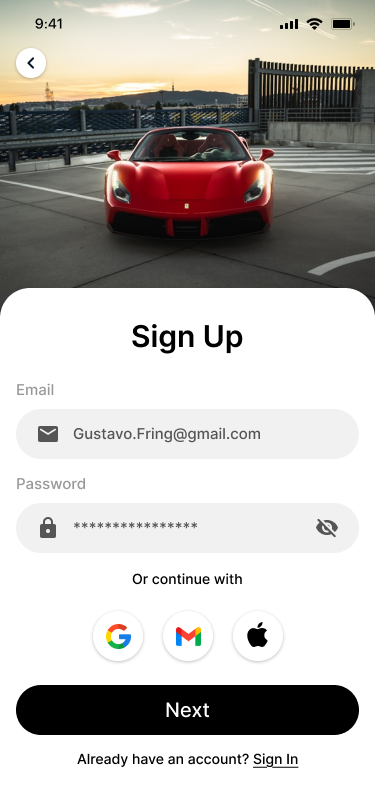 9:41
Sign Up
Email
Gustavo.Fring@gmail.com
Password
****************
Or continue with
Next
Already have an account? Sign In